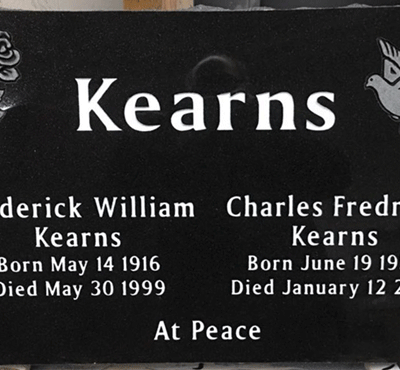 Kearns
derick William
Kearns
Born May 14 1916
Died May 30 1999
Charles Fredr
Kearns
Born June 19 19
Died January 12 2
At Peace